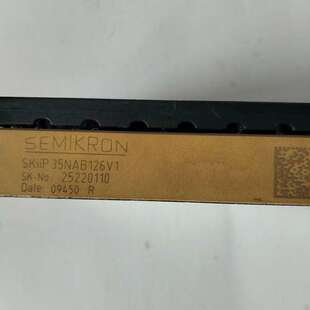 SEMIKRON
SKiiP 35NAB126V1
SK-No. 25220110
Date: 09450 R